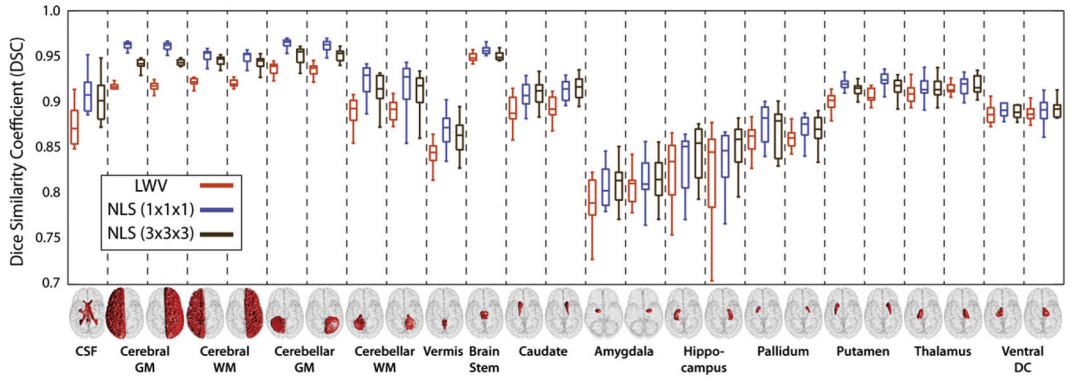 Dice Similarity Coefficient (DSC)
1.0
0.95
0.9
0.85
0.8
0.75
0.7
LWV
NLS (1x1x1)
NLS (3x3x3)
CSF
Cerebral
GM
Cerebral
WM
Cerebellar
GM
Cerebellar
WM
Vermis
Brain
Stem
Caudate
Amygdala
Hippo-
campus
Pallidum
Putamen
Thalamus
Ventral
DC